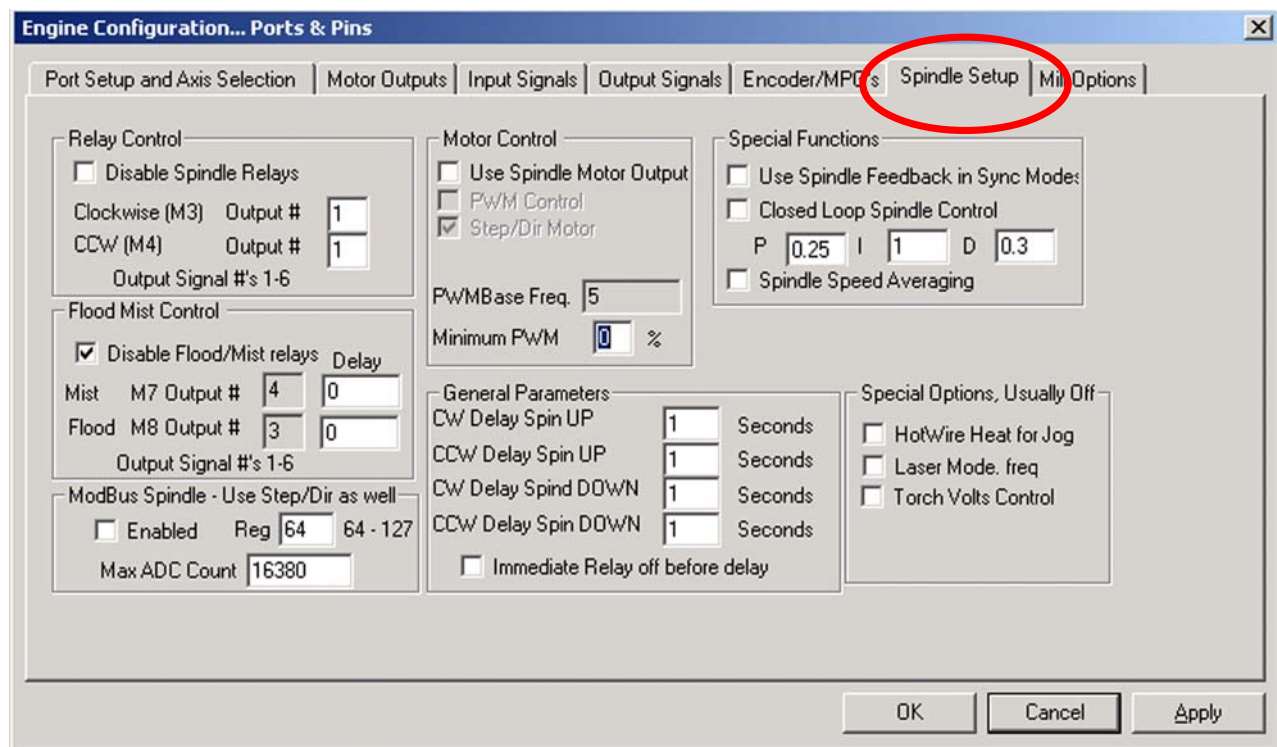 Engine Configuration... Ports & Pins
Port Setup and Axis Selection Motor Outputs Input Signals Output Signals Encoder/MPG's Spindle Setup Mill Options
Relay Control
Disable Spindle Relays
Clockwise (M3) Output # 1
CCW (M4) Output # 1
Output Signal #'s 1-6
Flood Mist Control
Disable Flood/Mist relays Delay
Mist M7 Output # 4 0
Flood M8 Output # 3 0
Output Signal #'s 1-6
ModBus Spindle - Use Step/Dir as well
Enabled Reg 64 64 - 127
Max ADC Count 16380
Motor Control
Use Spindle Motor Output
PWM Control
Step/Dir Motor
PWMBase Freq. 5
Minimum PWM 0 %
General Parameters
CW Delay Spin UP 1 Seconds
CCW Delay Spin UP 1 Seconds
CW Delay Spind DOWN 1 Seconds
CCW Delay Spin DOWN 1 Seconds
Immediate Relay off before delay
Special Functions
Use Spindle Feedback in Sync Modes
Closed Loop Spindle Control
P 0.25 I 1 D 0.3
Spindle Speed Averaging
Special Options, Usually Off
HotWire Heat for Jog
Laser Mode. freq
Torch Volts Control
OK Cancel Apply